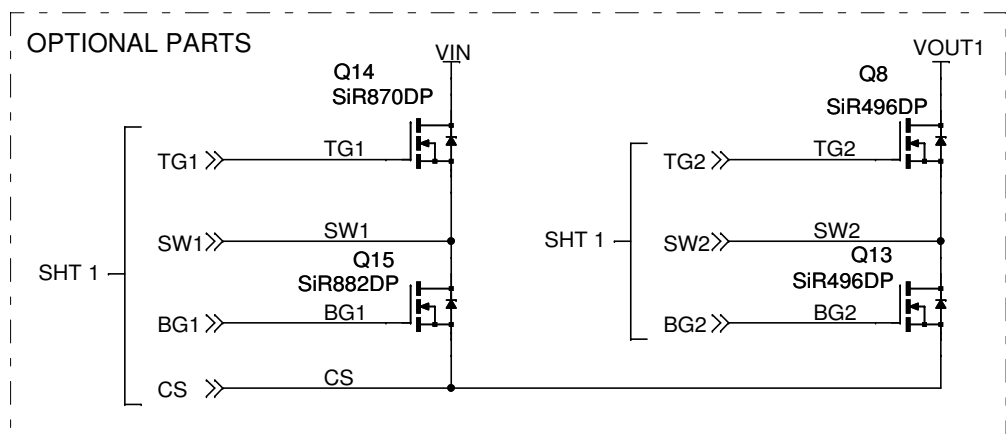 OPTIONAL PARTS
VIN
Q14
SiR870DP
TG1
TG1
SW1
SW1
Q15
SiR882DP
SHT 1
BG1
BG1
CS
CS
VOUT1
Q8
SiR496DP
TG2
TG2
SHT 1
SW2
SW2
Q13
SiR496DP
BG2
BG2